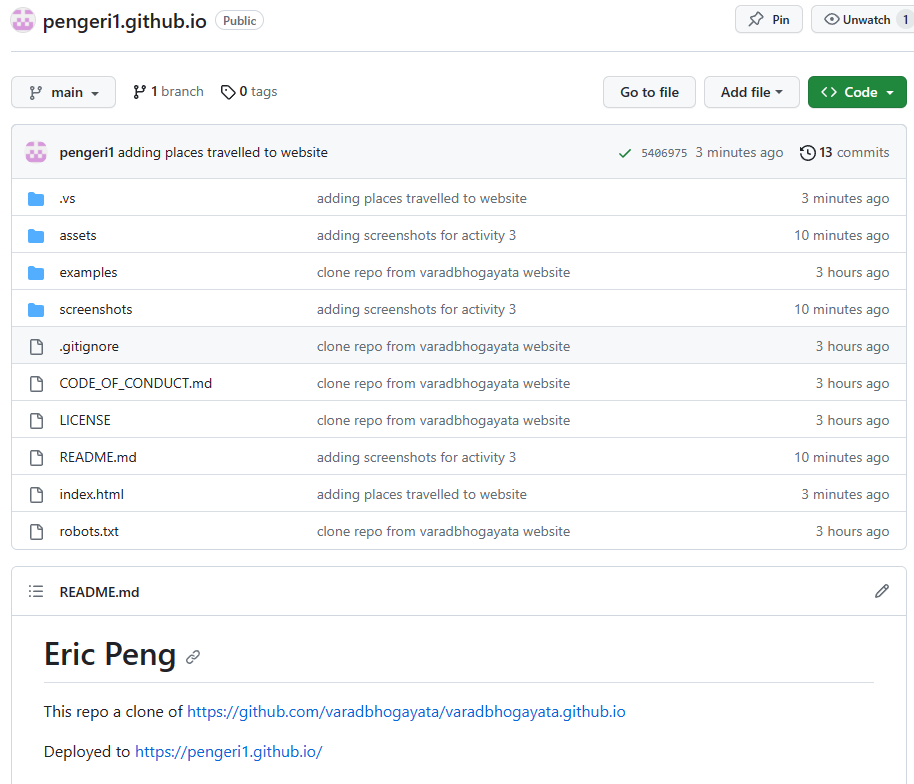 pengeri1.github.io Public Pin Unwatch 1
main 1 branch 0 tags Go to file Add file Code
pengeri1 adding places travelled to website 5406975 3 minutes ago 13 commits
.vs adding places travelled to website 3 minutes ago
assets adding screenshots for activity 3 10 minutes ago
examples clone repo from varadbhogayata website 3 hours ago
screenshots adding screenshots for activity 3 10 minutes ago
.gitignore clone repo from varadbhogayata website 3 hours ago
CODE_OF_CONDUCT.md clone repo from varadbhogayata website 3 hours ago
LICENSE clone repo from varadbhogayata website 3 hours ago
README.md adding screenshots for activity 3 10 minutes ago
index.html adding places travelled to website 3 minutes ago
robots.txt clone repo from varadbhogayata website 3 hours ago
README.md
Eric Peng
This repo a clone of https://github.com/varadbhogayata/varadbhogayata.github.io
Deployed to https://pengeri1.github.io/